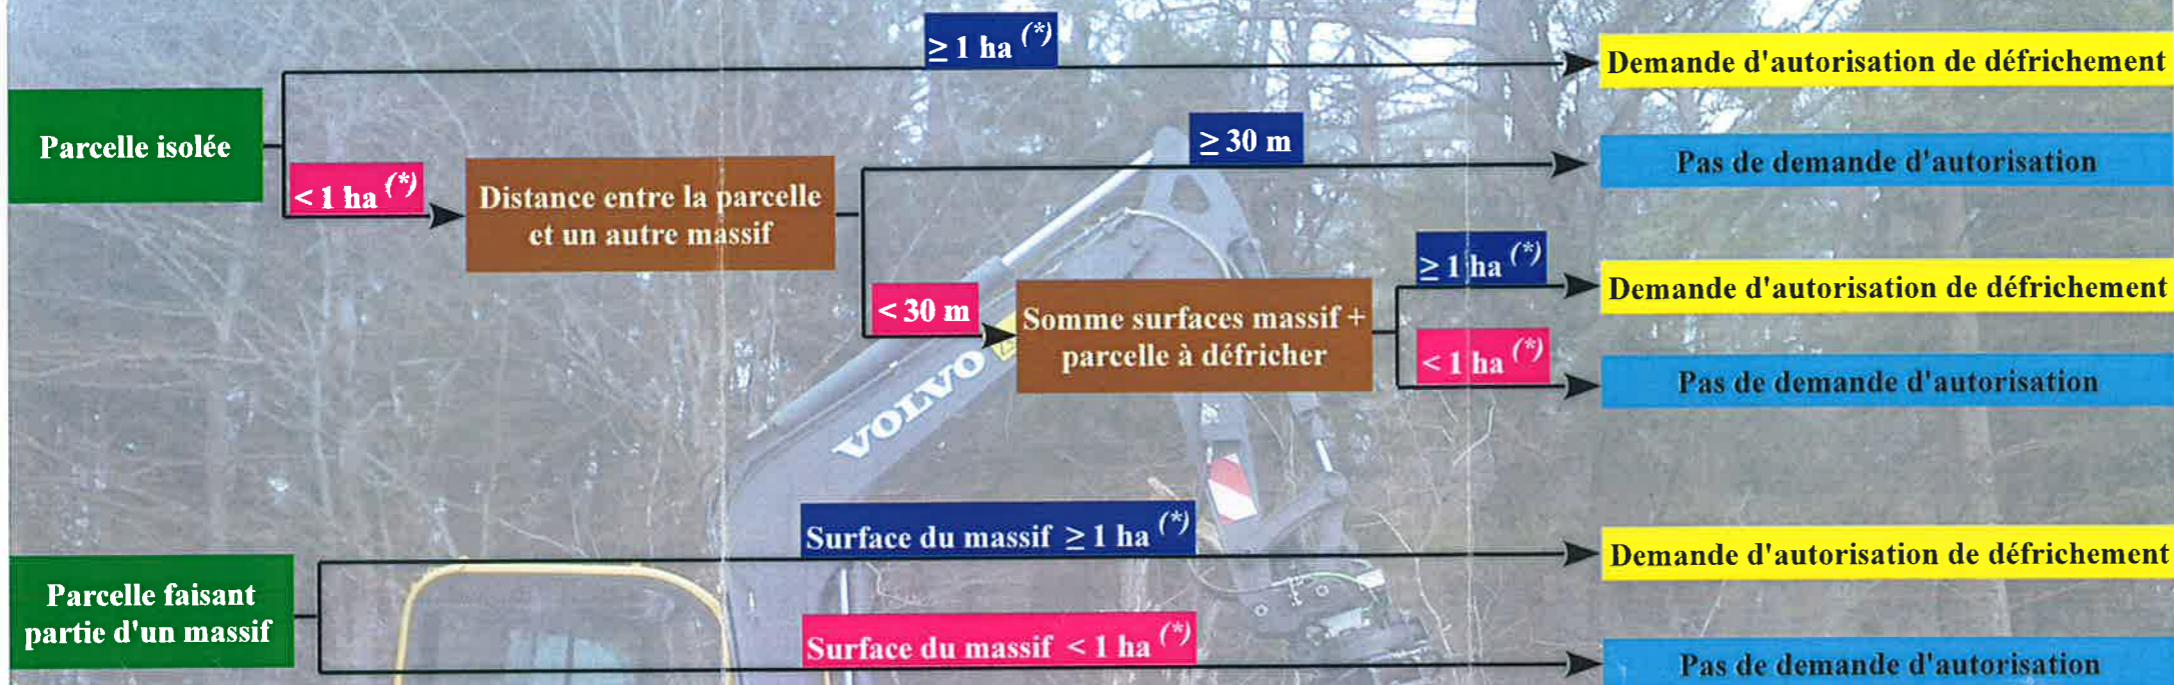 ≥ 1 ha (*)
Demande d'autorisation de défrichement
Parcelle isolée
≥ 30 m
Pas de demande d'autorisation
< 1 ha (*)
Distance entre la parcelle
et un autre massif
≥ 1 ha (*)
Demande d'autorisation de défrichement
< 30 m
Somme surfaces massif +
parcelle à défricher
< 1 ha (*)
Pas de demande d'autorisation
VOLVO
Surface du massif ≥ 1 ha (*)
Demande d'autorisation de défrichement
Parcelle faisant
partie d'un massif
Surface du massif < 1 ha (*)
Pas de demande d'autorisation